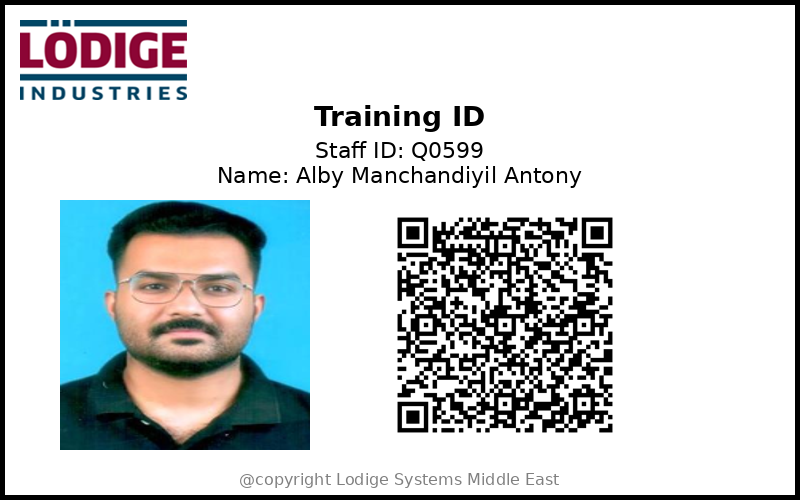 LÖDIGE
INDUSTRIES
Training ID
Staff ID: Q0599
Name: Alby Manchandiyil Antony
@copyright Lodige Systems Middle East